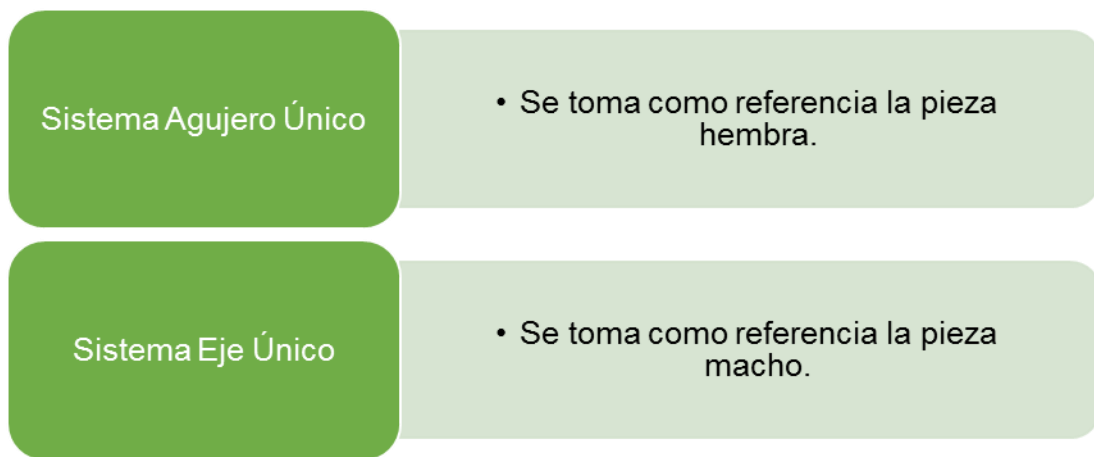 Sistema Agujero Único
• Se toma como referencia la pieza
hembra.
Sistema Eje Único
• Se toma como referencia la pieza
macho.